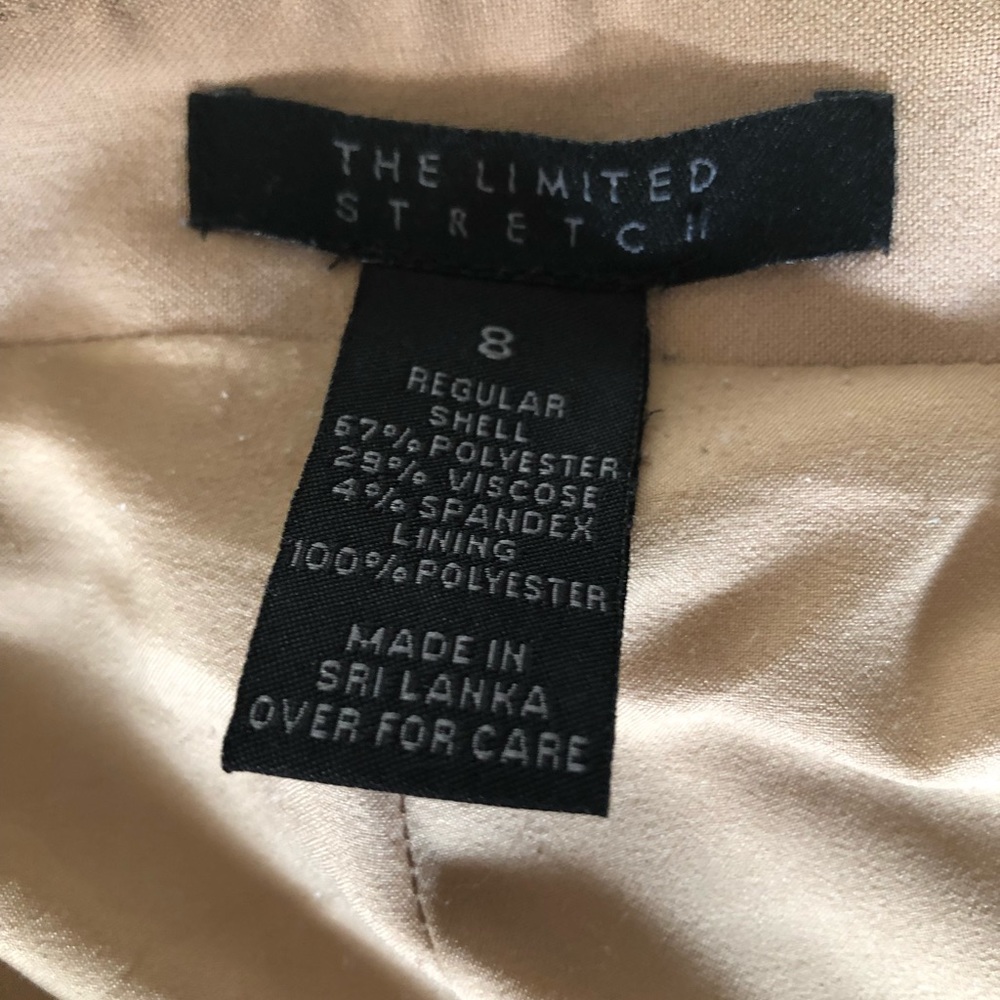 THE LIMITED
STRETCH
8
REGULAR
SHELL
67% POLYESTER
29% VISCOSE
4% SPANDEX
LINING
100% POLYESTER
MADE IN
SRI LANKA
OVER FOR CARE